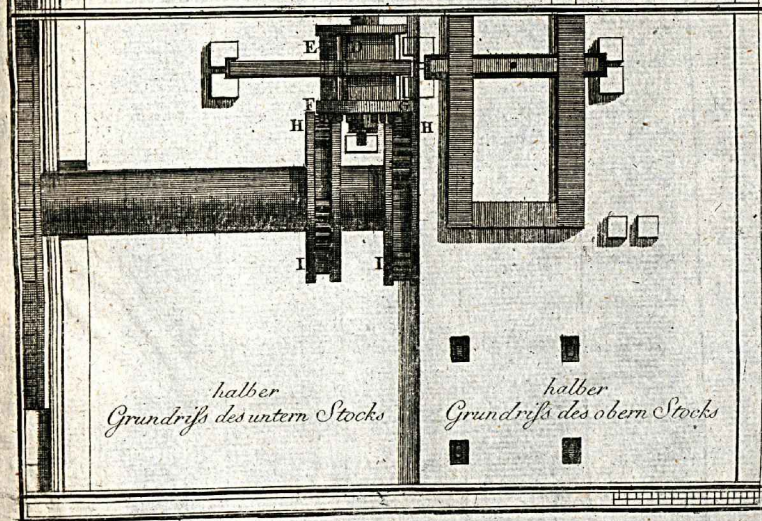 E D
F G
H H
I I
halber
Grundriſs des untern Stocks
halber
Grundriſs des obern Stocks